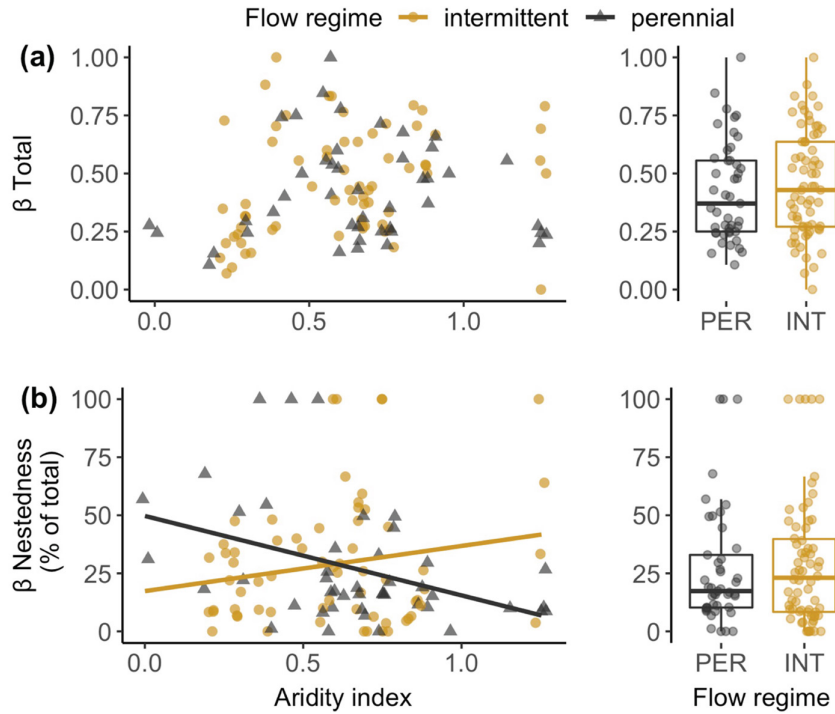 Flow regime intermittent perennial
(a)
β Total
1.00
0.75
0.50
0.25
0.00
0.0 0.5 1.0
1.00
0.75
0.50
0.25
0.00
PER INT
(b)
β Nestedness
(% of total)
100
75
50
25
0
0.0 0.5 1.0
Aridity index
100
75
50
25
0
PER INT
Flow regime